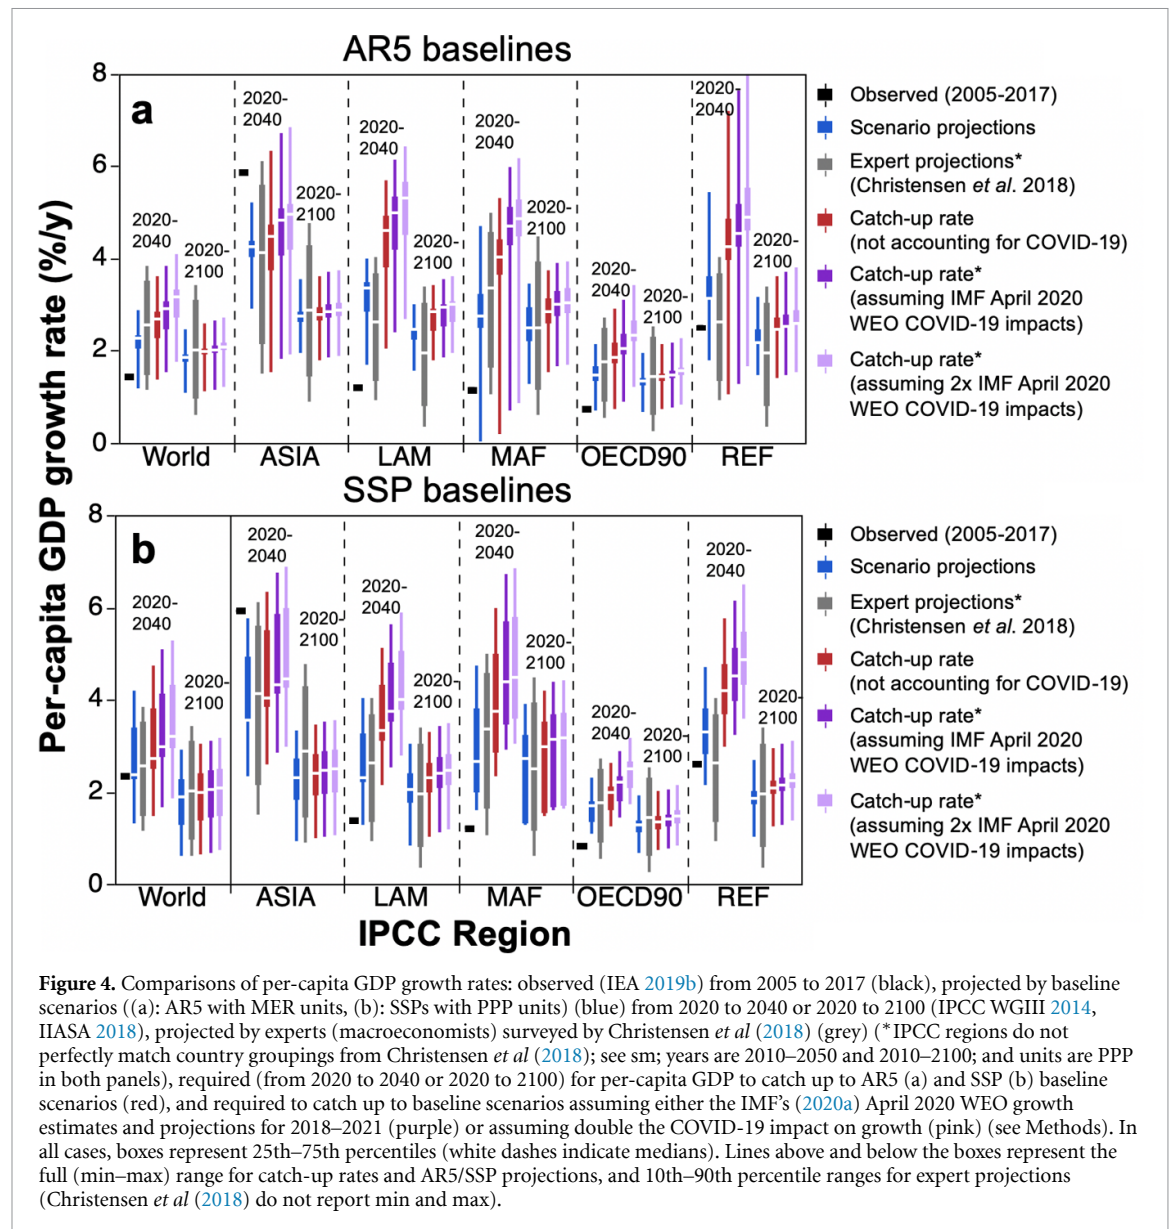 AR5 baselines
a
8
6
4
2
0
2020-
2040
2020-
2100
2020-
2040
2020-
2100
2020-
2040
2020-
2100
2020-
2040
2020-
2100
2020-
2040
2020-
2100
2020-
2040
2020-
2100
World
ASIA
LAM
MAF
OECD90
REF
Observed (2005-2017)
Scenario projections
Expert projections*
(Christensen et al. 2018)
Catch-up rate
(not accounting for COVID-19)
Catch-up rate*
(assuming IMF April 2020
WEO COVID-19 impacts)
Catch-up rate*
(assuming 2x IMF April 2020
WEO COVID-19 impacts)
Per-capita GDP growth rate (%/y)
SSP baselines
b
8
6
4
2
0
2020-
2040
2020-
2100
2020-
2040
2020-
2100
2020-
2040
2020-
2100
2020-
2040
2020-
2100
2020-
2040
2020-
2100
2020-
2040
2020-
2100
World
ASIA
LAM
MAF
OECD90
REF
Observed (2005-2017)
Scenario projections
Expert projections*
(Christensen et al. 2018)
Catch-up rate
(not accounting for COVID-19)
Catch-up rate*
(assuming IMF April 2020
WEO COVID-19 impacts)
Catch-up rate*
(assuming 2x IMF April 2020
WEO COVID-19 impacts)
IPCC Region
Figure 4. Comparisons of per-capita GDP growth rates: observed (IEA 2019b) from 2005 to 2017 (black), projected by baseline
scenarios ((a): AR5 with MER units, (b): SSPs with PPP units) (blue) from 2020 to 2040 or 2020 to 2100 (IPCC WGIII 2014,
IIASA 2018), projected by experts (macroeconomists) surveyed by Christensen et al (2018) (grey) (*IPCC regions do not
perfectly match country groupings from Christensen et al (2018); see sm; years are 2010–2050 and 2010–2100; and units are PPP
in both panels), required (from 2020 to 2040 or 2020 to 2100) for per-capita GDP to catch up to AR5 (a) and SSP (b) baseline
scenarios (red), and required to catch up to baseline scenarios assuming either the IMF's (2020a) April 2020 WEO growth
estimates and projections for 2018–2021 (purple) or assuming double the COVID-19 impact on growth (pink) (see Methods). In
all cases, boxes represent 25th–75th percentiles (white dashes indicate medians). Lines above and below the boxes represent the
full (min–max) range for catch-up rates and AR5/SSP projections, and 10th–90th percentile ranges for expert projections
(Christensen et al (2018) do not report min and max).